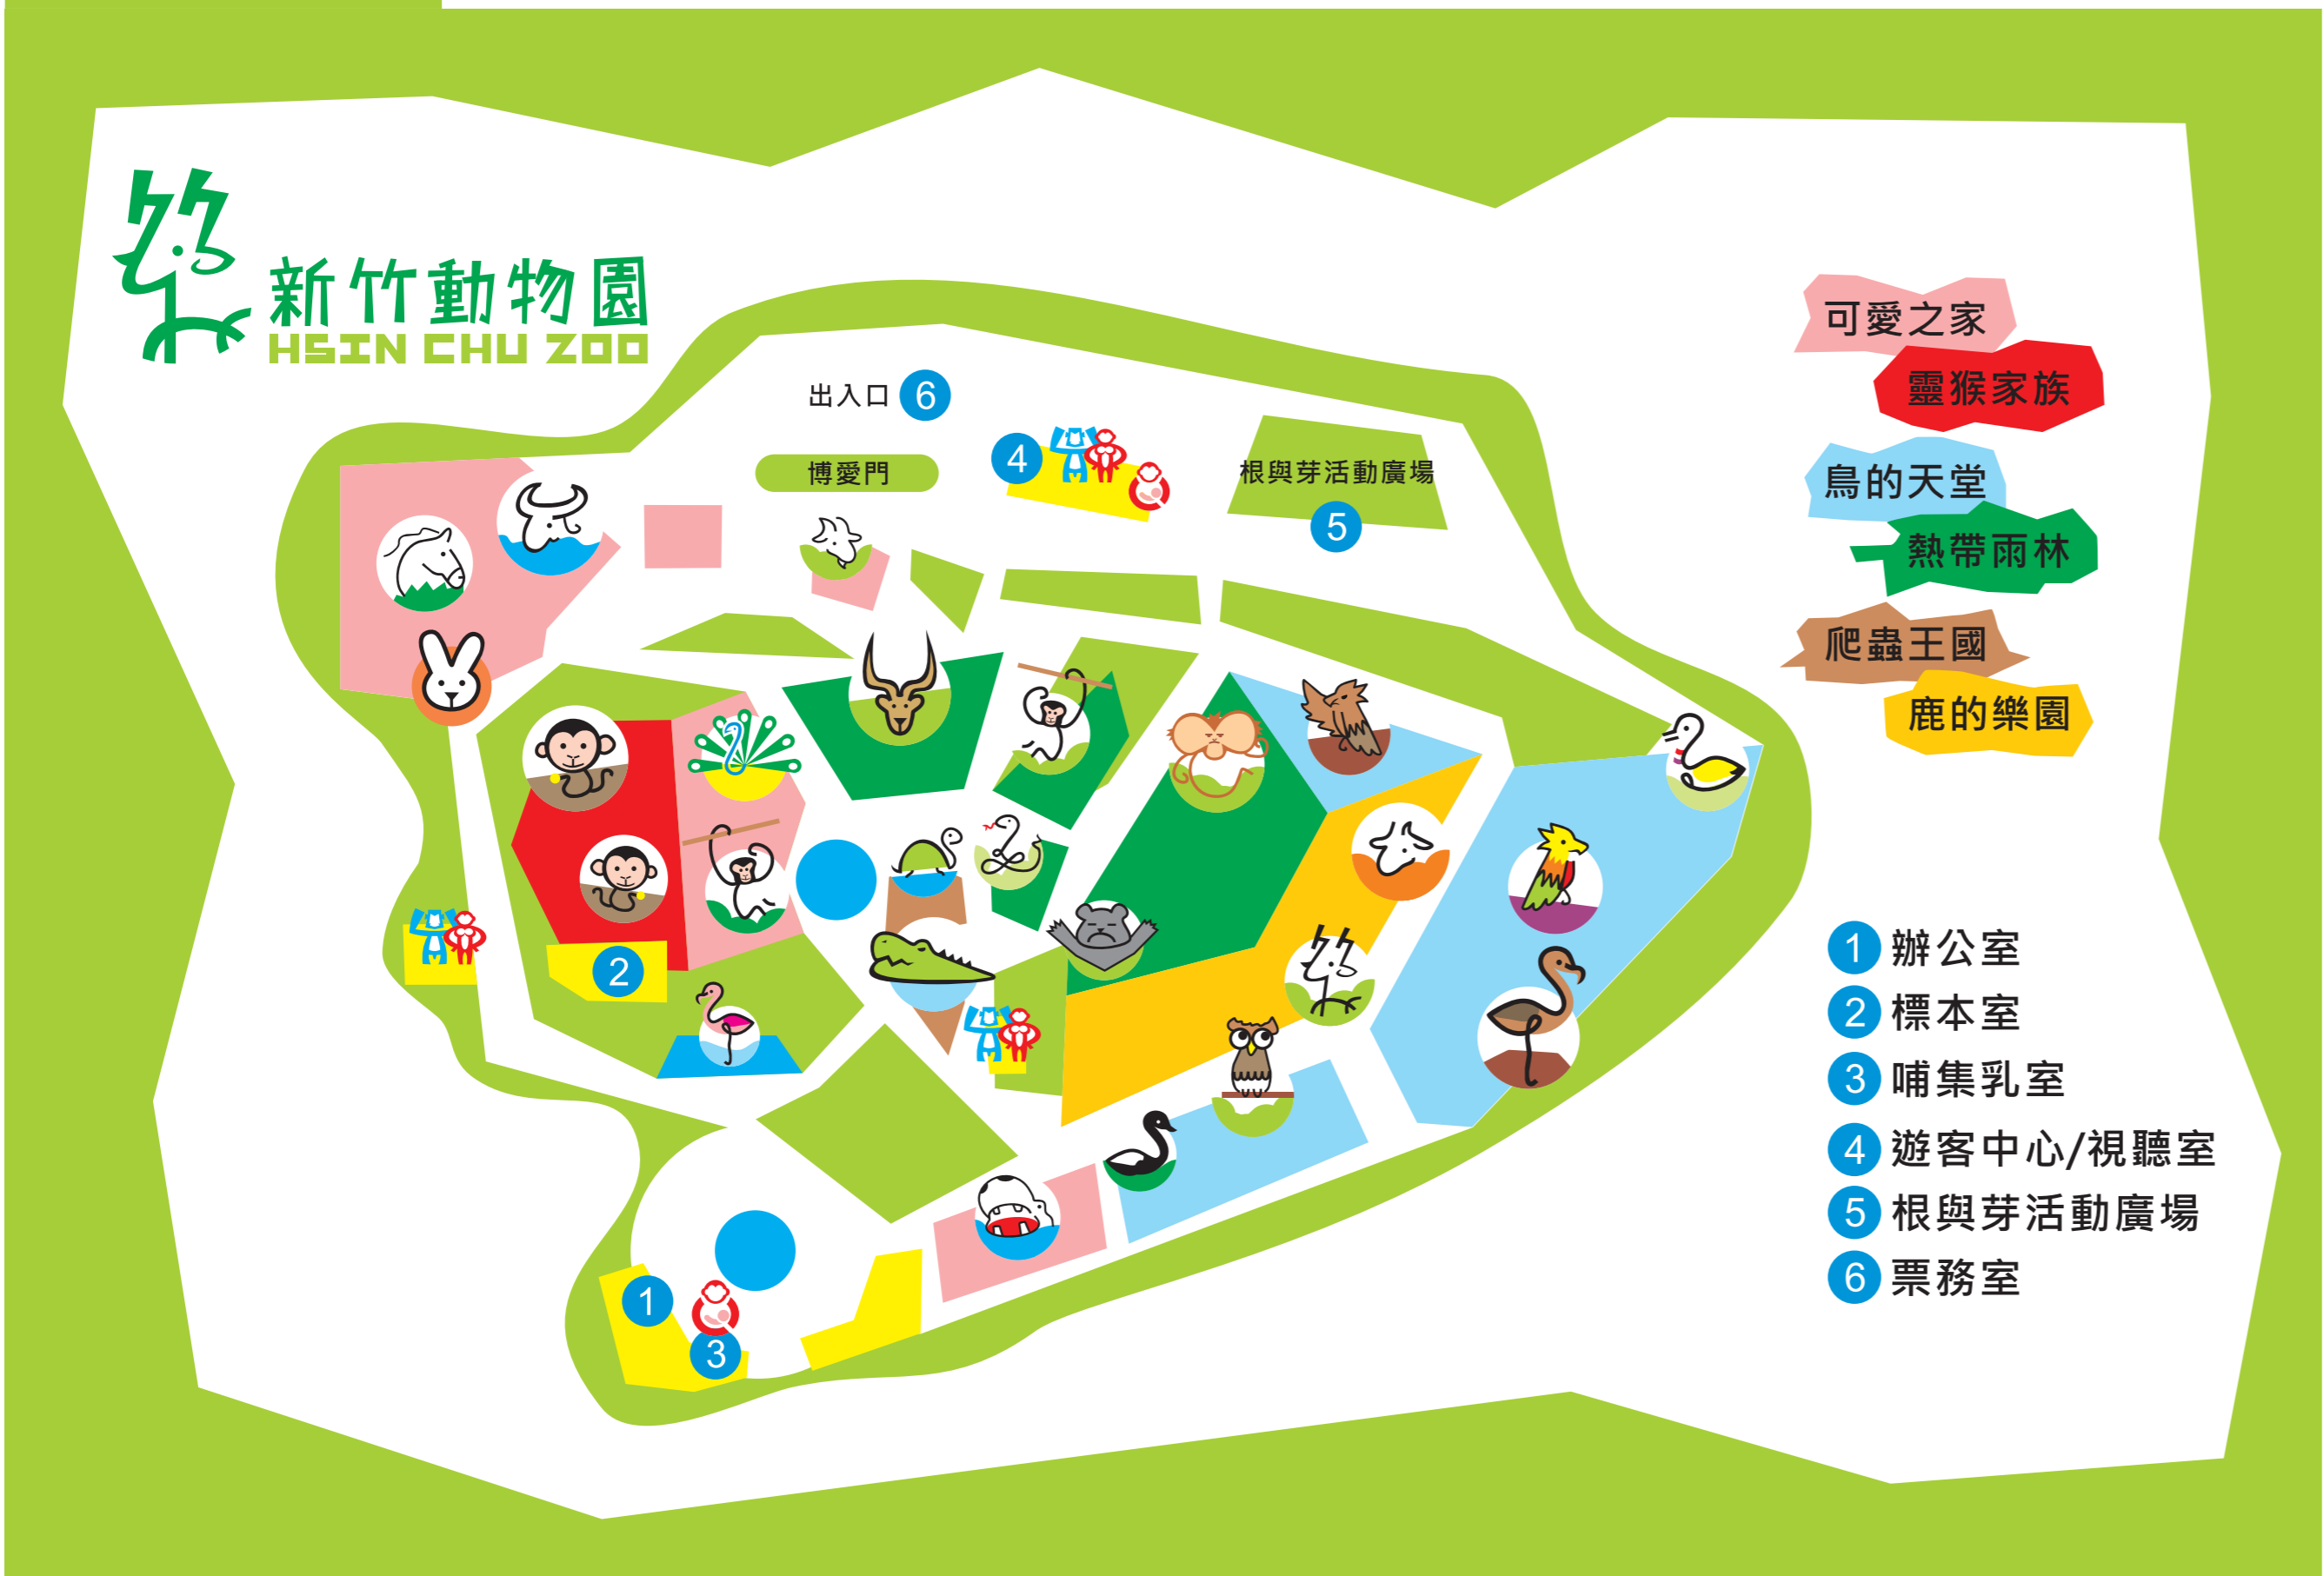 新竹動物園
HSIN CHU ZOO
出入口 6
博愛門
4
根與芽活動廣場
5
2
1
3
可愛之家
靈猴家族
鳥的天堂
熱帶雨林
爬蟲王國
鹿的樂園
1 辦公室
2 標本室
3 哺集乳室
4 遊客中心/視聽室
5 根與芽活動廣場
6 票務室